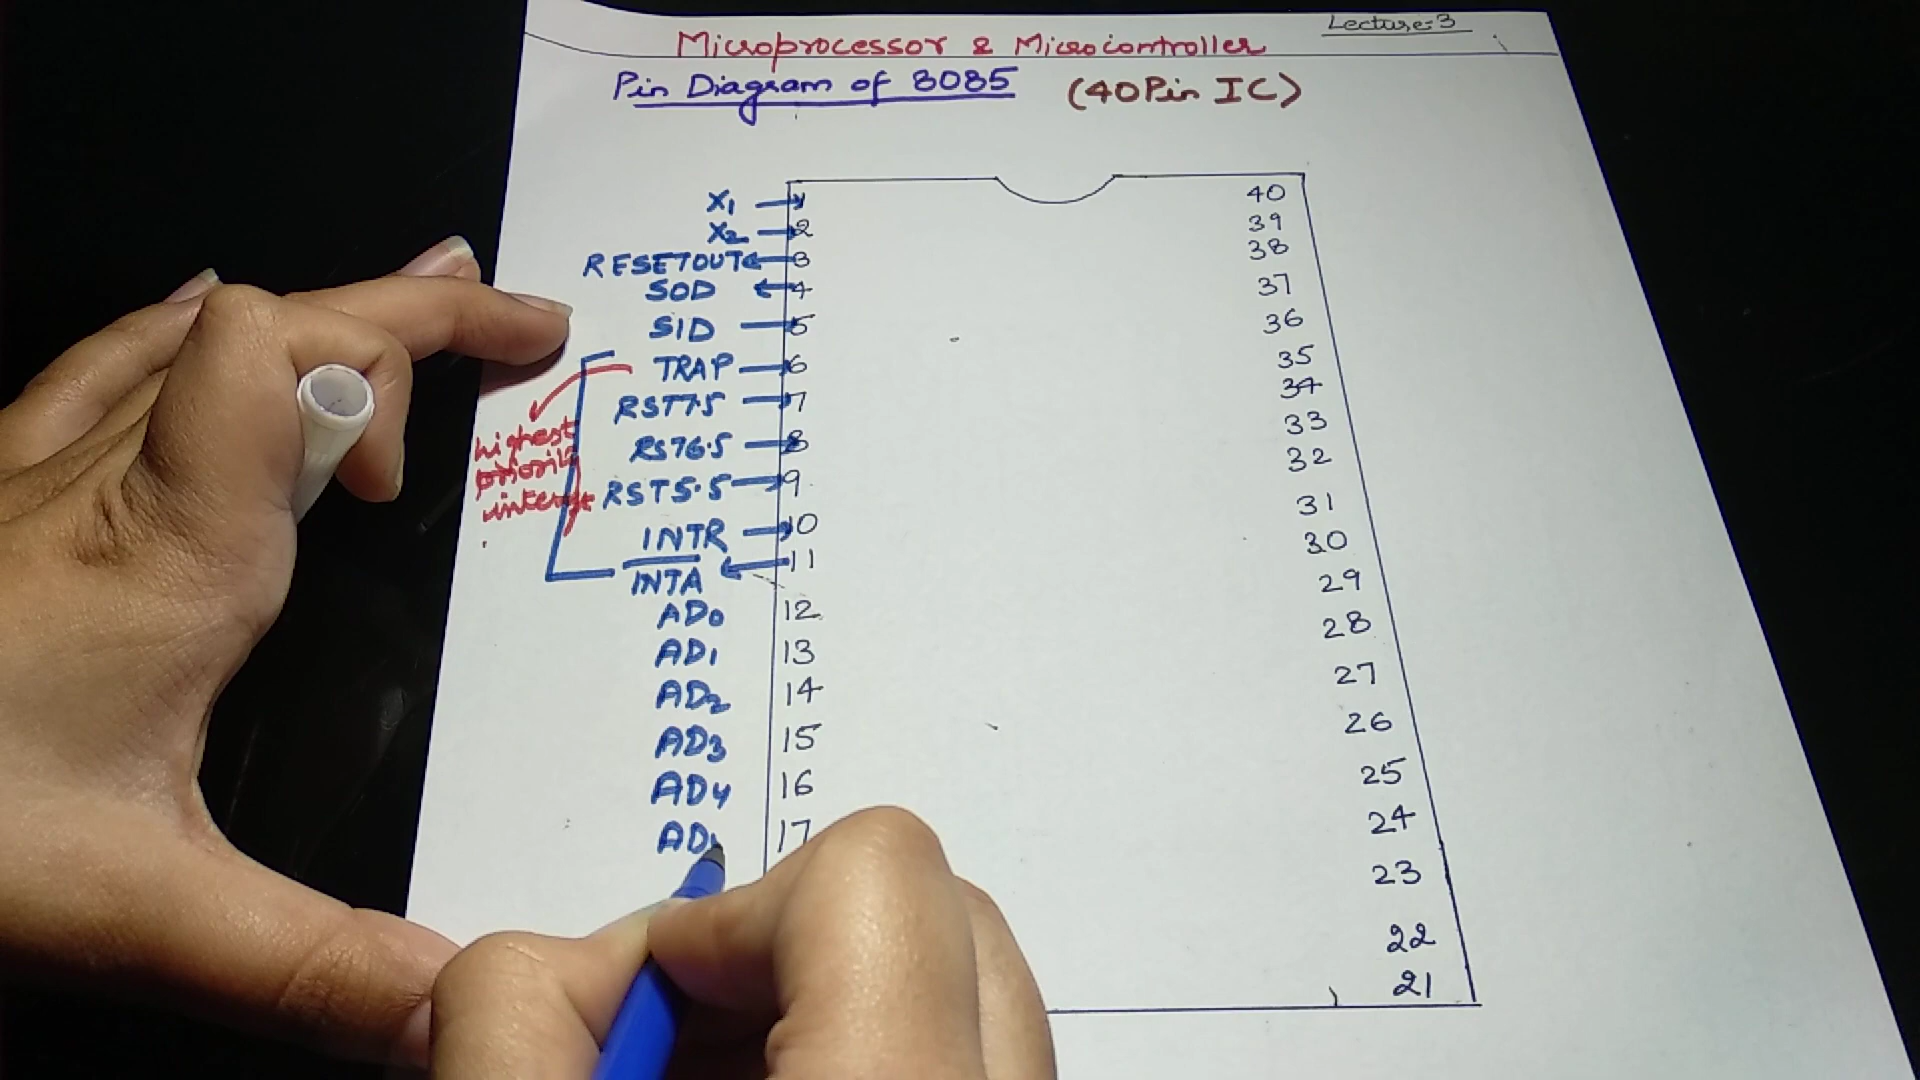 Lecture:3
Microprocessor & Microcontroller
Pin Diagram of 8085 (40Pin IC)
X1 → 1 40
X2 → 2 39
RESETOUT ← 3 38
SOD ← 4 37
SID → 5 36
TRAP → 6 35
RST7.5 → 7 34
highest
priority
interrupt
RST6.5 → 8 33
RST5.5 → 9 32
INTR → 10 31
INTA ← 11 30
AD0 12 29
AD1 13 28
AD2 14 27
AD3 15 26
AD4 16 25
AD 17 24
23
22
21